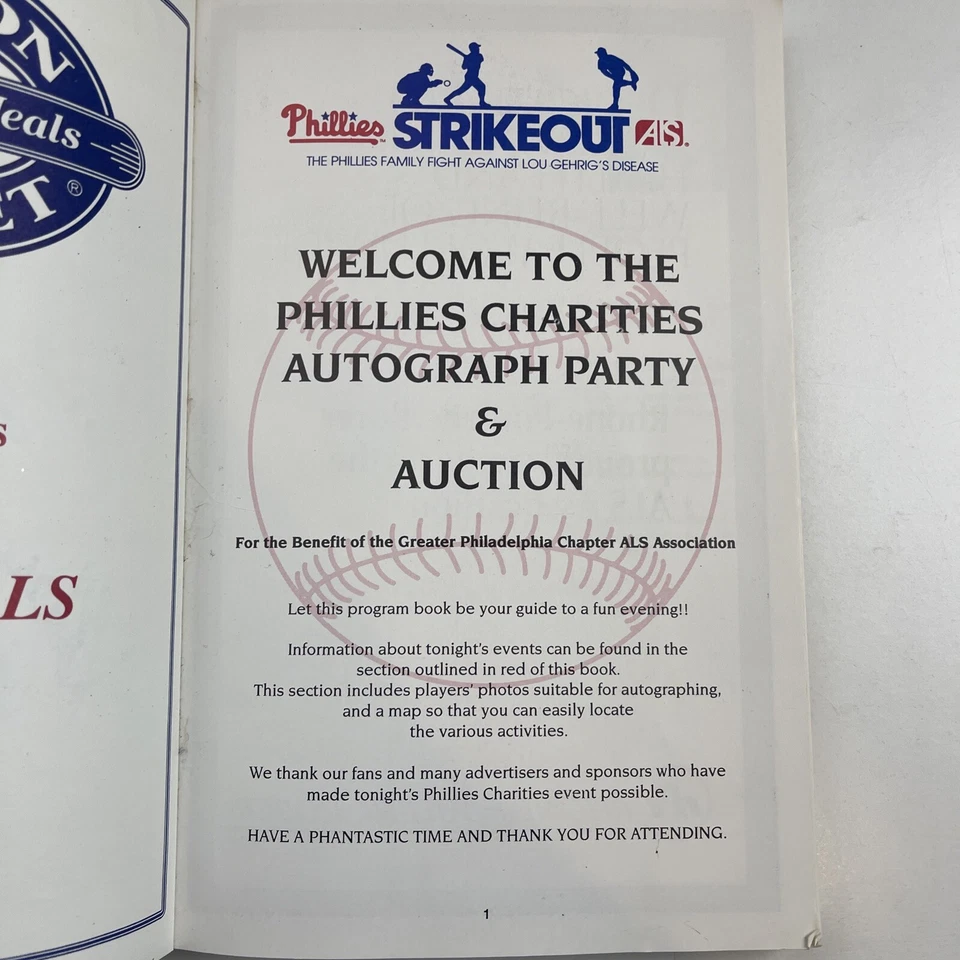 ON
Meals
ET®
S
ALS
Phillies™ STRIKEOUT ALS®
THE PHILLIES FAMILY FIGHT AGAINST LOU GEHRIG'S DISEASE
WELCOME TO THE
PHILLIES CHARITIES
AUTOGRAPH PARTY
&
AUCTION
For the Benefit of the Greater Philadelphia Chapter ALS Association
Let this program book be your guide to a fun evening!!
Information about tonight's events can be found in the
section outlined in red of this book.
This section includes players' photos suitable for autographing,
and a map so that you can easily locate
the various activities.
We thank our fans and many advertisers and sponsors who have
made tonight's Phillies Charities event possible.
HAVE A PHANTASTIC TIME AND THANK YOU FOR ATTENDING.
1